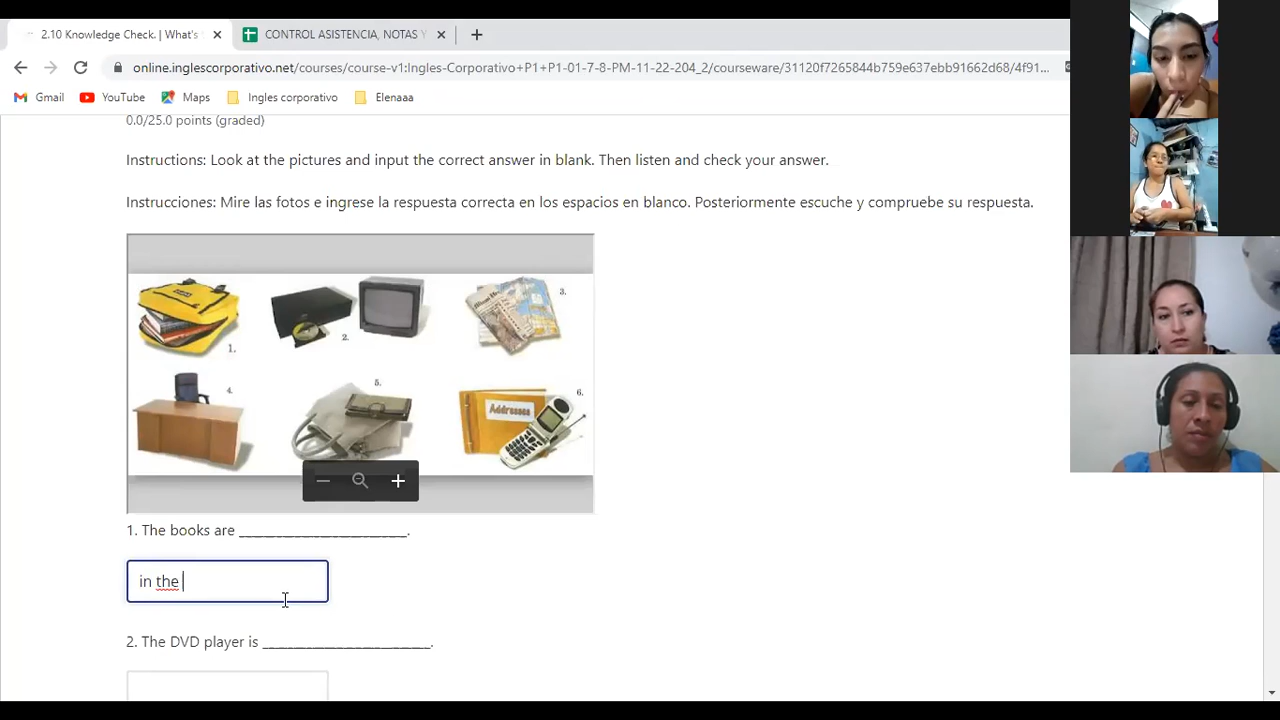 2.10 Knowledge Check. | What's
CONTROL ASISTENCIA, NOTAS Y
online.inglescorporativo.net/courses/course-v1:Ingles-Corporativo+P1+P1-01-7-8-PM-11-22-204_2/courseware/31120f7265844b759e637ebb91662d68/4f91...
Gmail
YouTube
Maps
Ingles corporativo
Elenaaa
0.0/25.0 points (graded)
Instructions: Look at the pictures and input the correct answer in blank. Then listen and check your answer.
Instrucciones: Mire las fotos e ingrese la respuesta correcta en los espacios en blanco. Posteriormente escuche y compruebe su respuesta.
1.
2.
3.
4.
5.
6.
Addresses
1. The books are ________________________.
in the
2. The DVD player is ________________________.